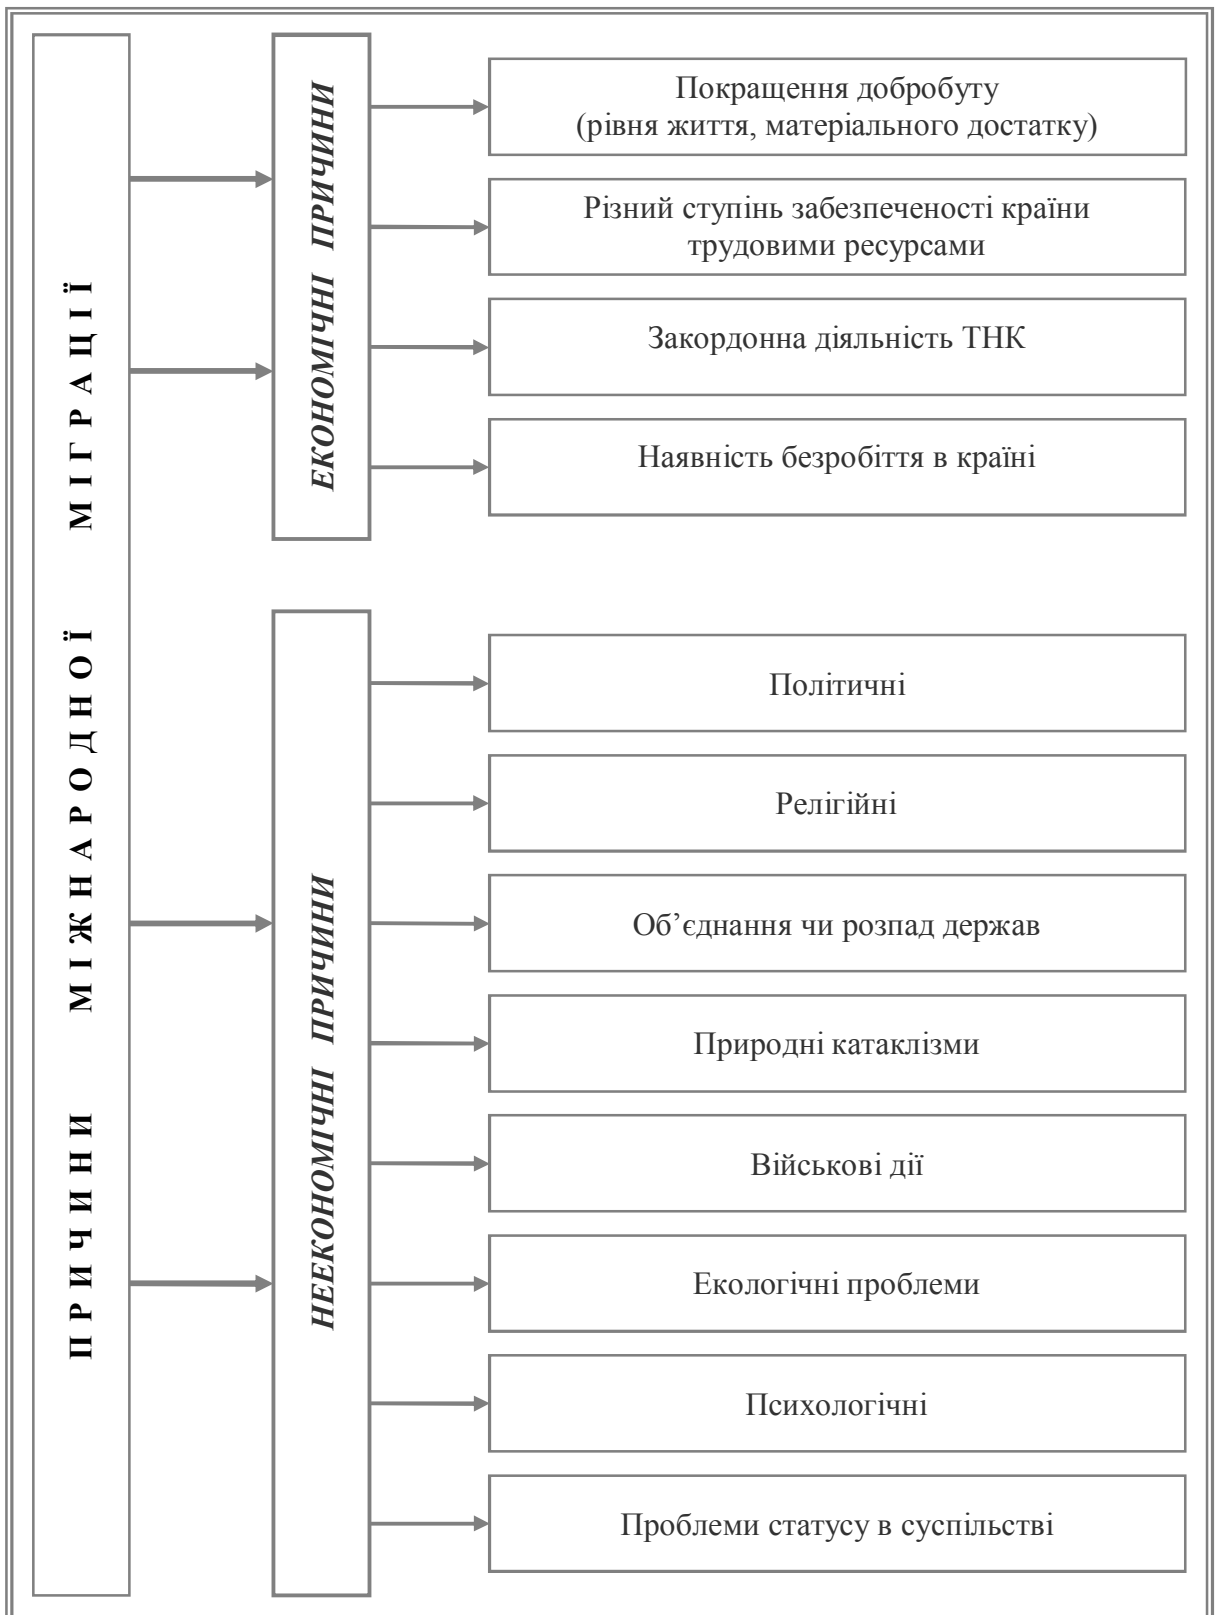 ПРИЧИНИ МІЖНАРОДНОЇ МІГРАЦІЇ
ЕКОНОМІЧНІ ПРИЧИНИ
Покращення добробуту
(рівня життя, матеріального достатку)
Різний ступінь забезпеченості країни
трудовими ресурсами
Закордонна діяльність ТНК
Наявність безробіття в країні
НЕЕКОНОМІЧНІ ПРИЧИНИ
Політичні
Релігійні
Об’єднання чи розпад держав
Природні катаклізми
Військові дії
Екологічні проблеми
Психологічні
Проблеми статусу в суспільстві